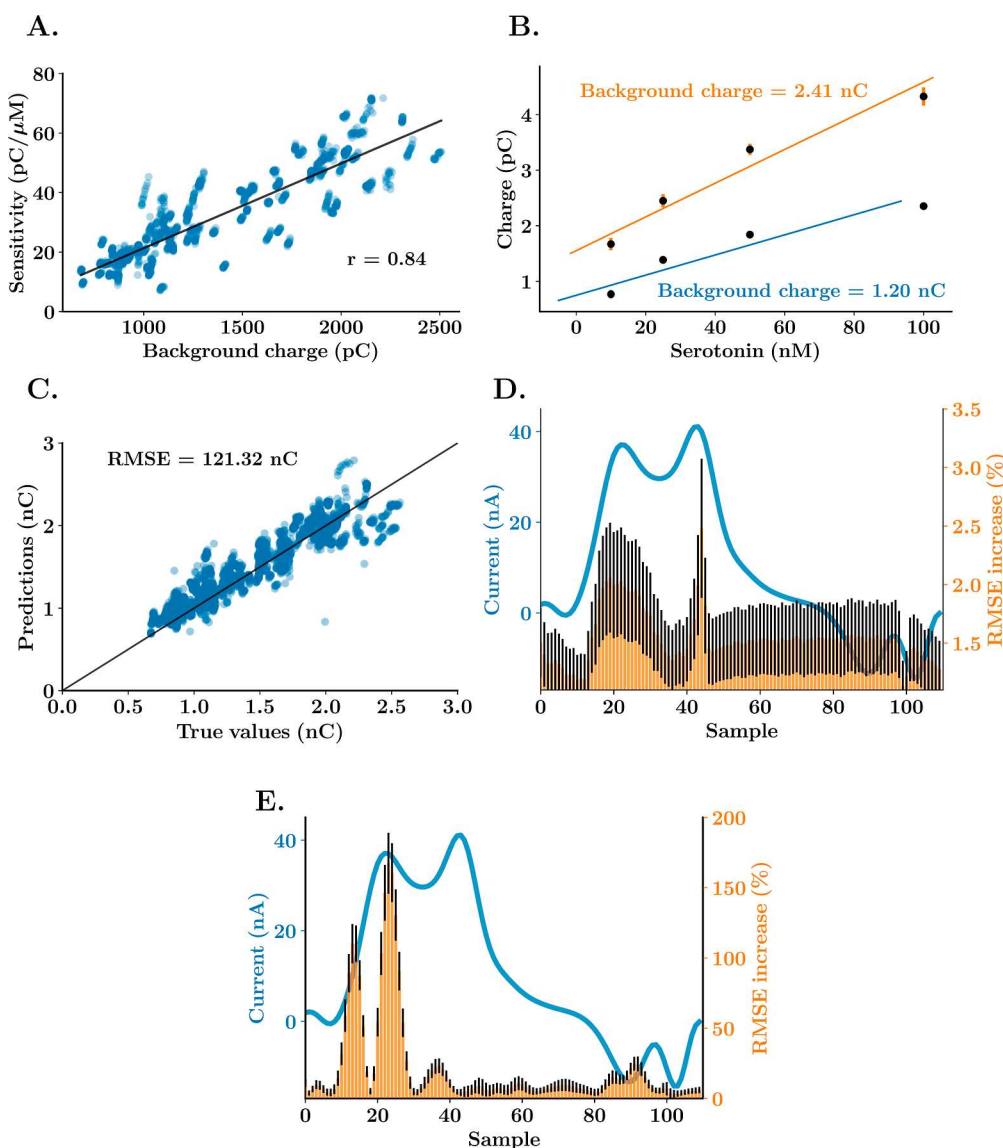 A.
80
60
40
20
0
Sensitivity (pC/μM)
r = 0.84
1000 1500 2000 2500
Background charge (pC)
B.
4
3
2
1
Charge (pC)
Background charge = 2.41 nC
Background charge = 1.20 nC
0 20 40 60 80 100
Serotonin (nM)
C.
3
2
1
0
Predictions (nC)
RMSE = 121.32 nC
0.0 0.5 1.0 1.5 2.0 2.5 3.0
True values (nC)
D.
40
20
0
Current (nA)
3.5
3.0
2.5
2.0
1.5
RMSE increase (%)
0 20 40 60 80 100
Sample
E.
40
20
0
Current (nA)
200
150
100
50
0
RMSE increase (%)
0 20 40 60 80 100
Sample